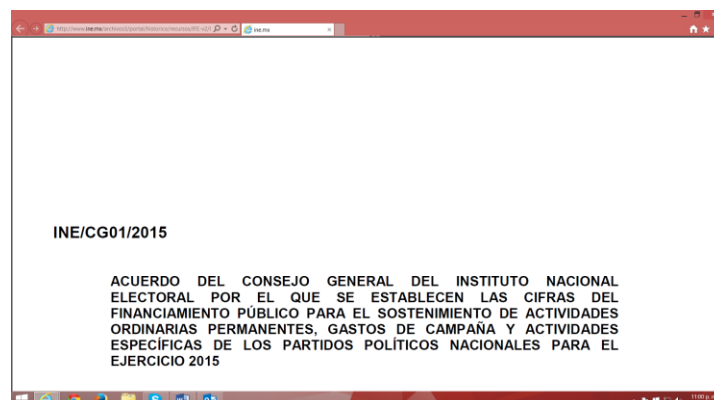 ine.mx
INE/CG01/2015
ACUERDO DEL CONSEJO GENERAL DEL INSTITUTO NACIONAL
ELECTORAL POR EL QUE SE ESTABLECEN LAS CIFRAS DEL
FINANCIAMIENTO PÚBLICO PARA EL SOSTENIMIENTO DE ACTIVIDADES
ORDINARIAS PERMANENTES, GASTOS DE CAMPAÑA Y ACTIVIDADES
ESPECÍFICAS DE LOS PARTIDOS POLÍTICOS NACIONALES PARA EL
EJERCICIO 2015